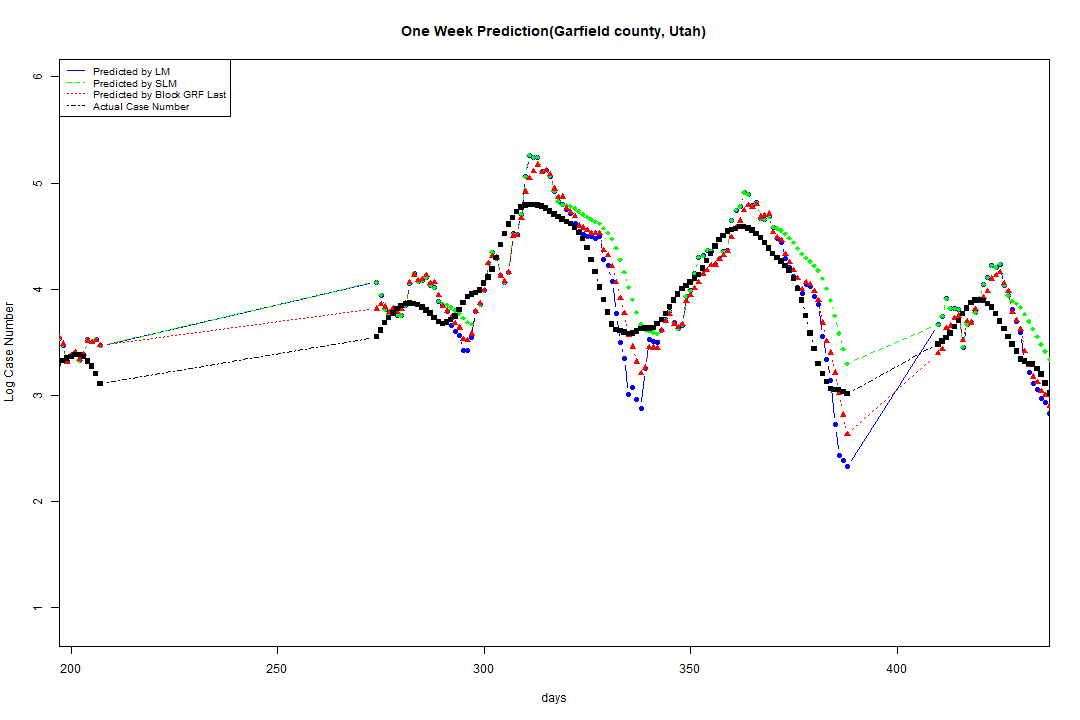 One Week Prediction(Garfield county, Utah)
Predicted by LM
Predicted by SLM
Predicted by Block GRF Last
Actual Case Number
6
5
4
3
2
1
Log Case Number
200 250 300 350 400
days